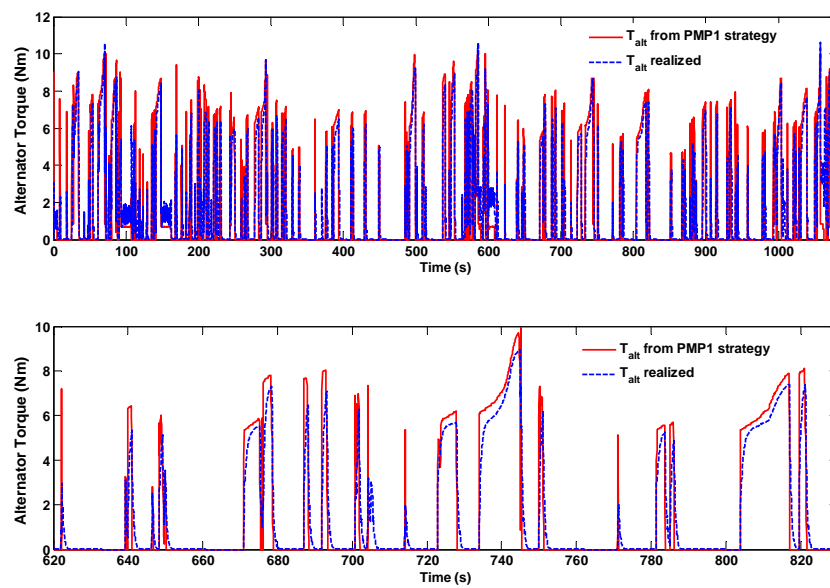 12
10
8
6
4
2
0
Alternator Torque (Nm)
T_alt from PMP1 strategy
T_alt realized
0 100 200 300 400 500 600 700 800 900 1000
Time (s)
10
8
6
4
2
0
Alternator Torque (Nm)
T_alt from PMP1 strategy
T_alt realized
620 640 660 680 700 720 740 760 780 800 820
Time (s)